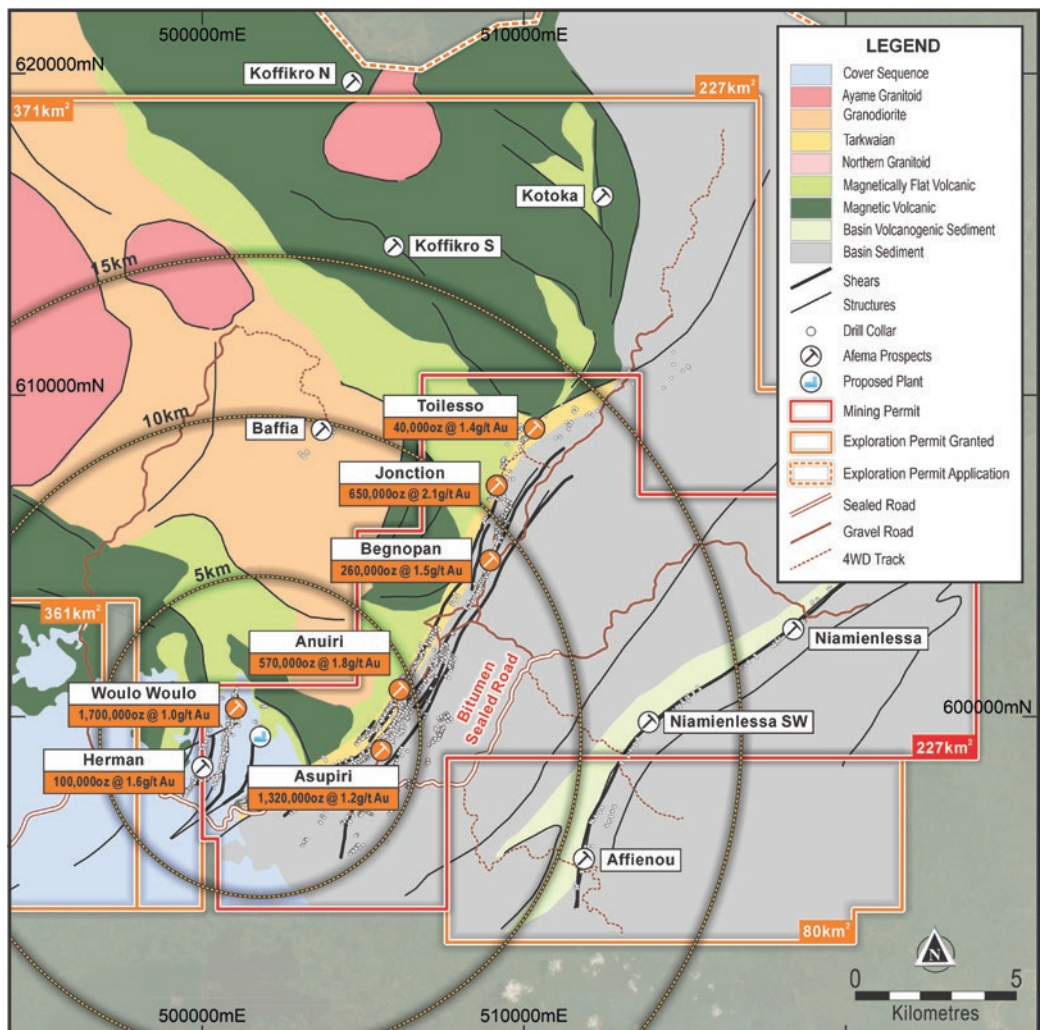 500000mE
510000mE
620000mN
Koffikro N
371km²
227km²
LEGEND
Cover Sequence
Ayame Granitoid
Granodiorite
Tarkwaian
Northern Granitoid
Magnetically Flat Volcanic
Magnetic Volcanic
Basin Volcanogenic Sediment
Basin Sediment
Shears
Structures
Drill Collar
Afema Prospects
Proposed Plant
Mining Permit
Exploration Permit Granted
Exploration Permit Application
Sealed Road
Gravel Road
4WD Track
Kotoka
Koffikro S
15km
610000mN
10km
Baffia
Toilesso
40,000oz @ 1.4g/t Au
Jonction
650,000oz @ 2.1g/t Au
Begnopan
260,000oz @ 1.5g/t Au
5km
361km²
Anuiri
570,000oz @ 1.8g/t Au
Woulo Woulo
1,700,000oz @ 1.0g/t Au
Herman
100,000oz @ 1.6g/t Au
Asupiri
1,320,000oz @ 1.2g/t Au
Bitumen
Sealed Road
Niamienlessa
Niamienlessa SW
600000mN
227km²
Affienou
80km²
N
0 5
Kilometres
500000mE
510000mE